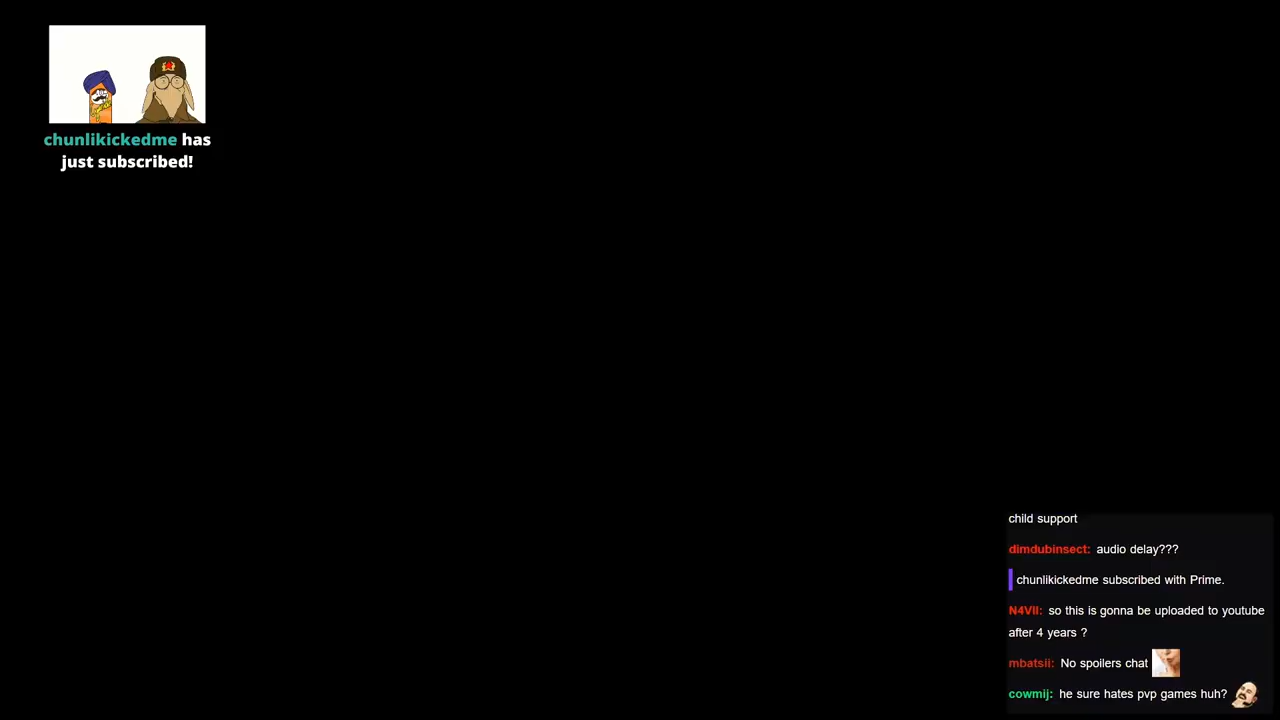 chunlikickedme has
just subscribed!
child support
dimdubinsect: audio delay???
chunlikickedme subscribed with Prime.
N4VII: so this is gonna be uploaded to youtube
after 4 years ?
mbatsii: No spoilers chat
cowmij: he sure hates pvp games huh?